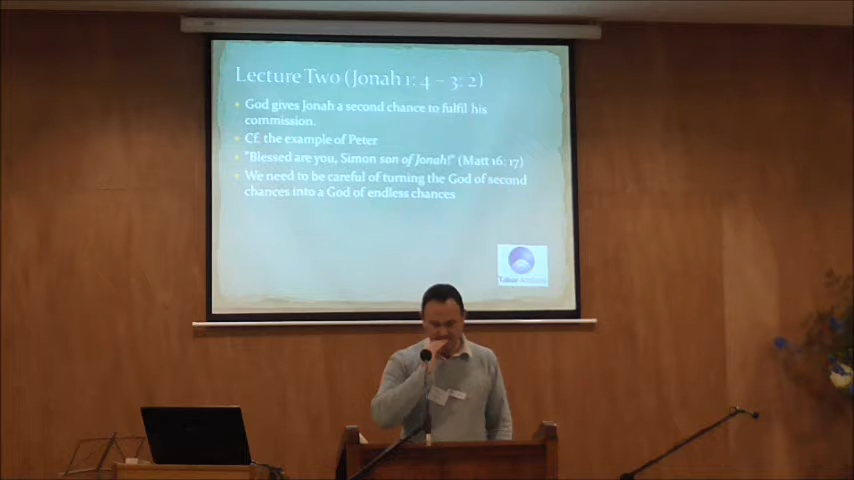 Lecture Two (Jonah 1: 4 – 3: 2)
God gives Jonah a second chance to fulfil his
commission.
Cf. the example of Peter
"Blessed are you, Simon son of Jonah!" (Matt 16: 17)
We need to be careful of turning the God of second
chances into a God of endless chances